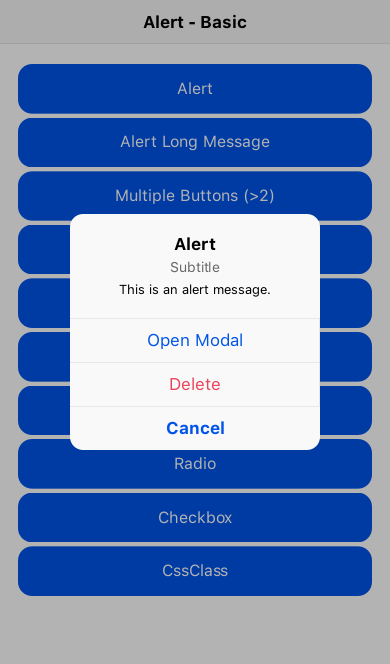 Alert - Basic
Alert
Alert Long Message
Multiple Buttons (>2)
Alert
Subtitle
This is an alert message.
Open Modal
Delete
Cancel
Radio
Checkbox
CssClass